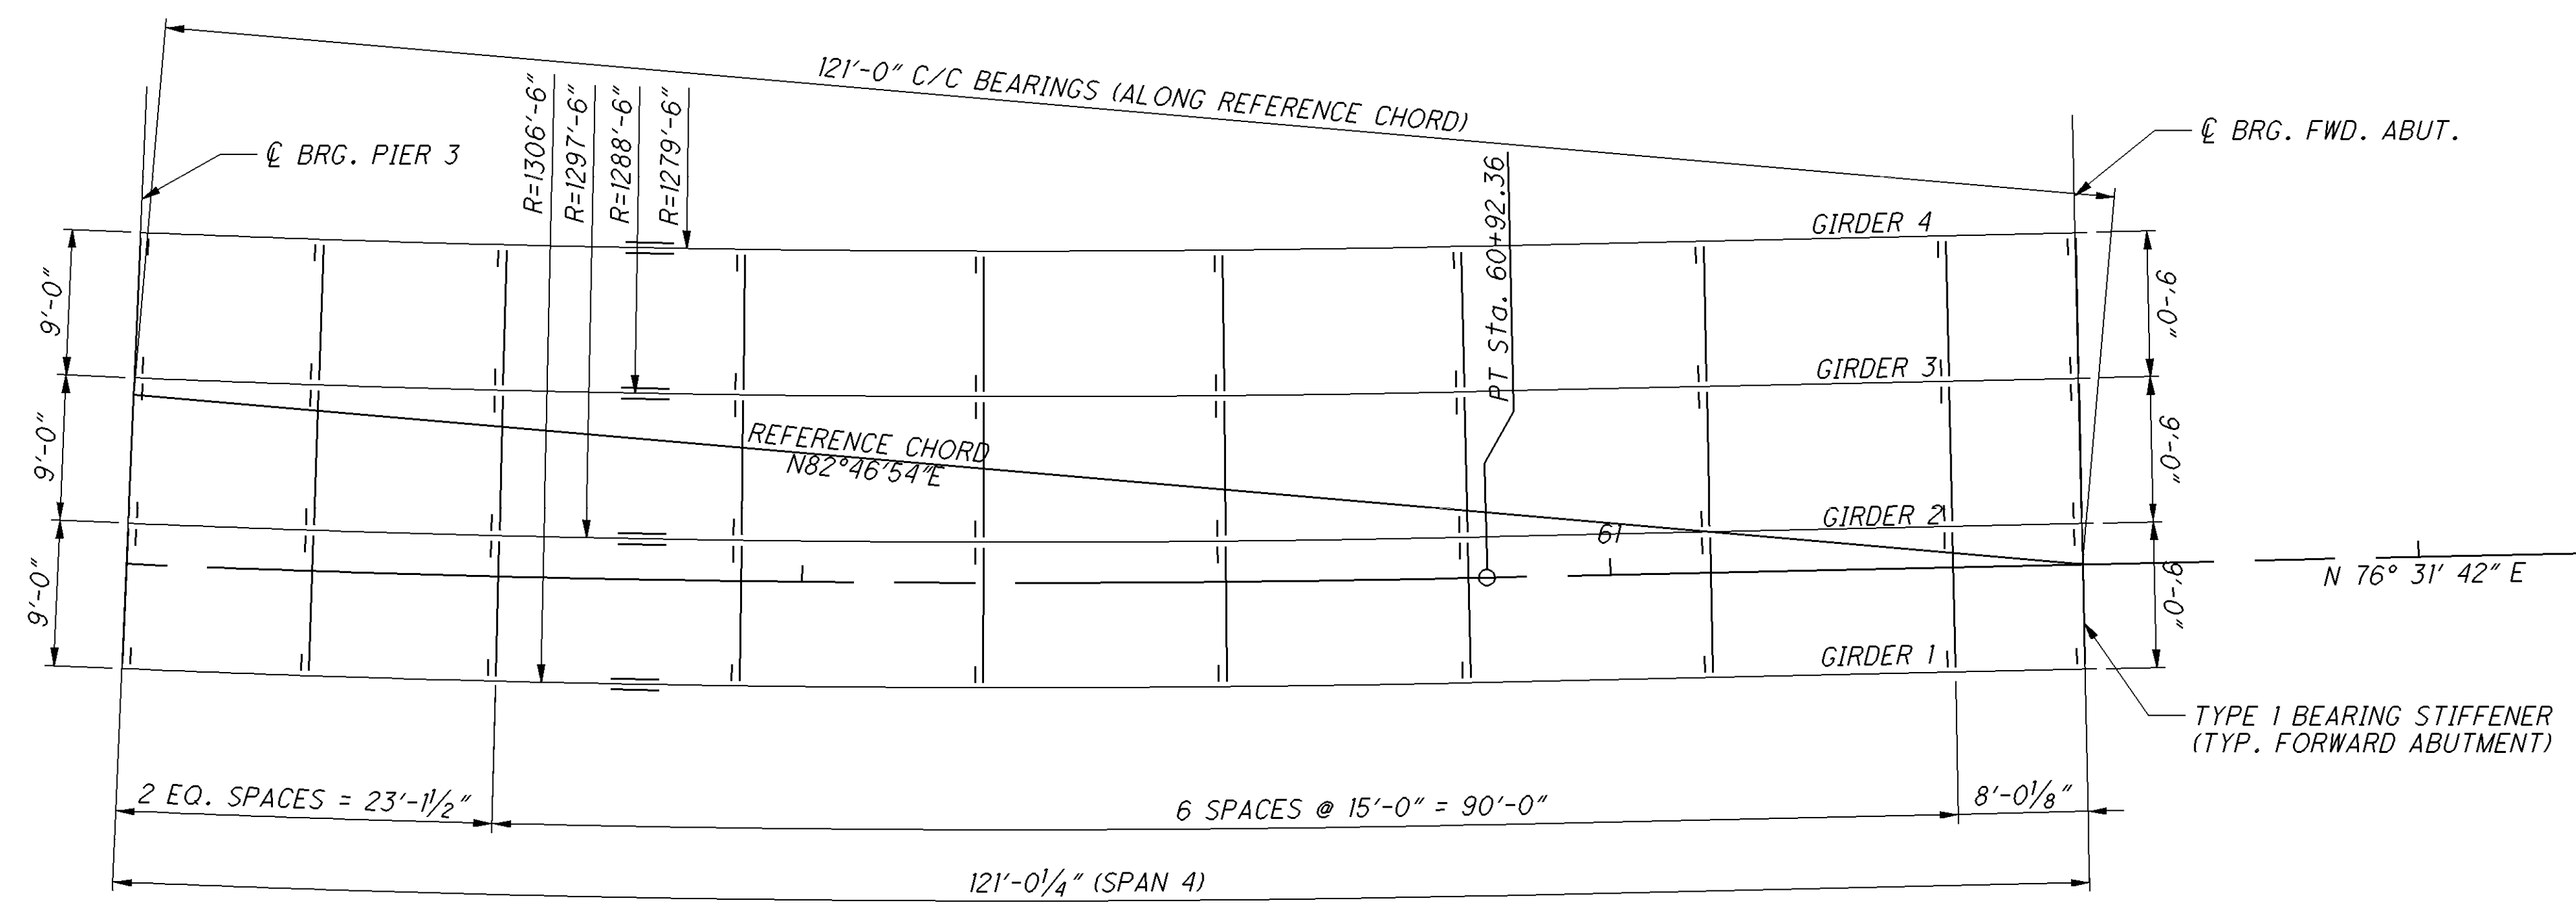 121'-0" C/C BEARINGS (ALONG REFERENCE CHORD)
℄ BRG. PIER 3
R=1306'-6"
R=1297'-6"
R=1288'-6"
R=1279'-6"
PT Sta. 60+92.36
℄ BRG. FWD. ABUT.
GIRDER 4
9'-0"
9'-0"
GIRDER 3
9'-0"
9'-0"
REFERENCE CHORD
N82°46'54"E
GIRDER 2
61
9'-0"
9'-0"
N 76° 31' 42" E
GIRDER 1
TYPE 1 BEARING STIFFENER
(TYP. FORWARD ABUTMENT)
2 EQ. SPACES = 23'-1½"
6 SPACES @ 15'-0" = 90'-0"
8'-0⅛"
121'-0¼" (SPAN 4)